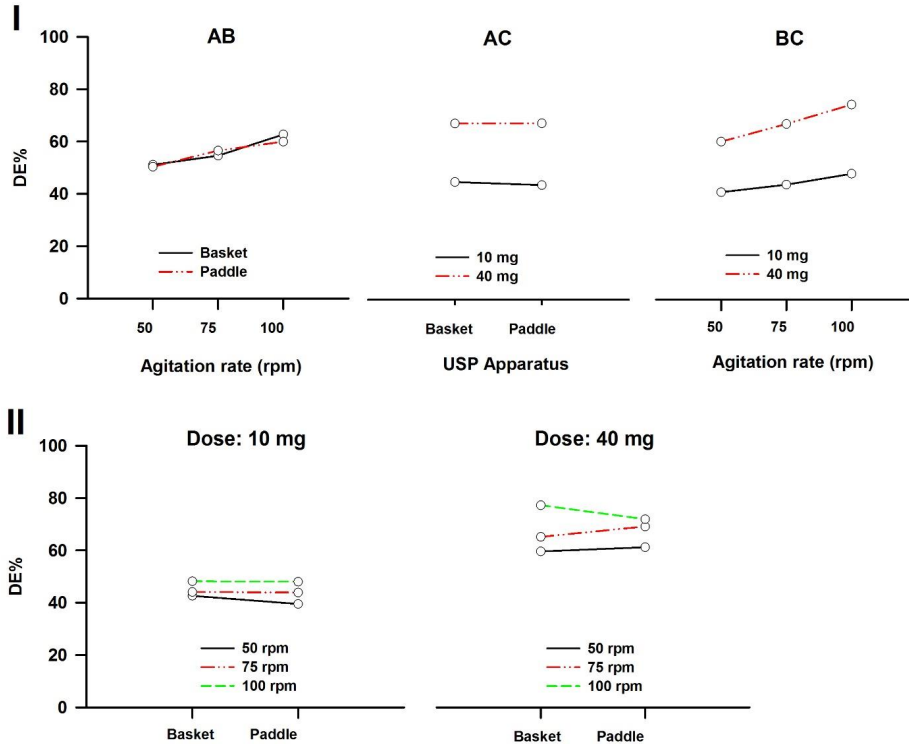 I
AB
AC
BC
100
80
60
40
20
0
DE%
Basket
Paddle
10 mg
40 mg
10 mg
40 mg
50
75
100
Basket
Paddle
50
75
100
Agitation rate (rpm)
USP Apparatus
Agitation rate (rpm)
II
Dose: 10 mg
Dose: 40 mg
100
80
60
40
20
0
DE%
50 rpm
75 rpm
100 rpm
50 rpm
75 rpm
100 rpm
Basket
Paddle
Basket
Paddle